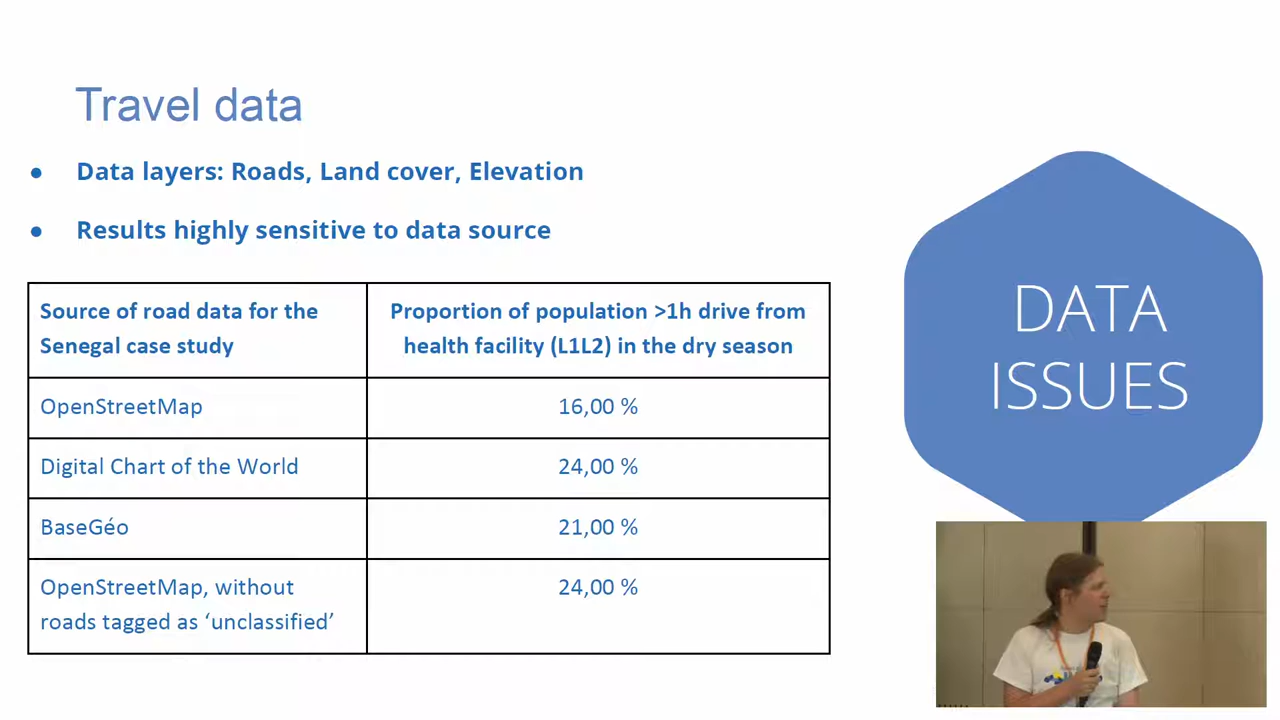 Travel data
● Data layers: Roads, Land cover, Elevation
● Results highly sensitive to data source
Source of road data for the
Senegal case study
Proportion of population >1h drive from
health facility (L1L2) in the dry season
OpenStreetMap
16,00 %
Digital Chart of the World
24,00 %
BaseGéo
21,00 %
OpenStreetMap, without
roads tagged as ‘unclassified’
24,00 %
DATA
ISSUES